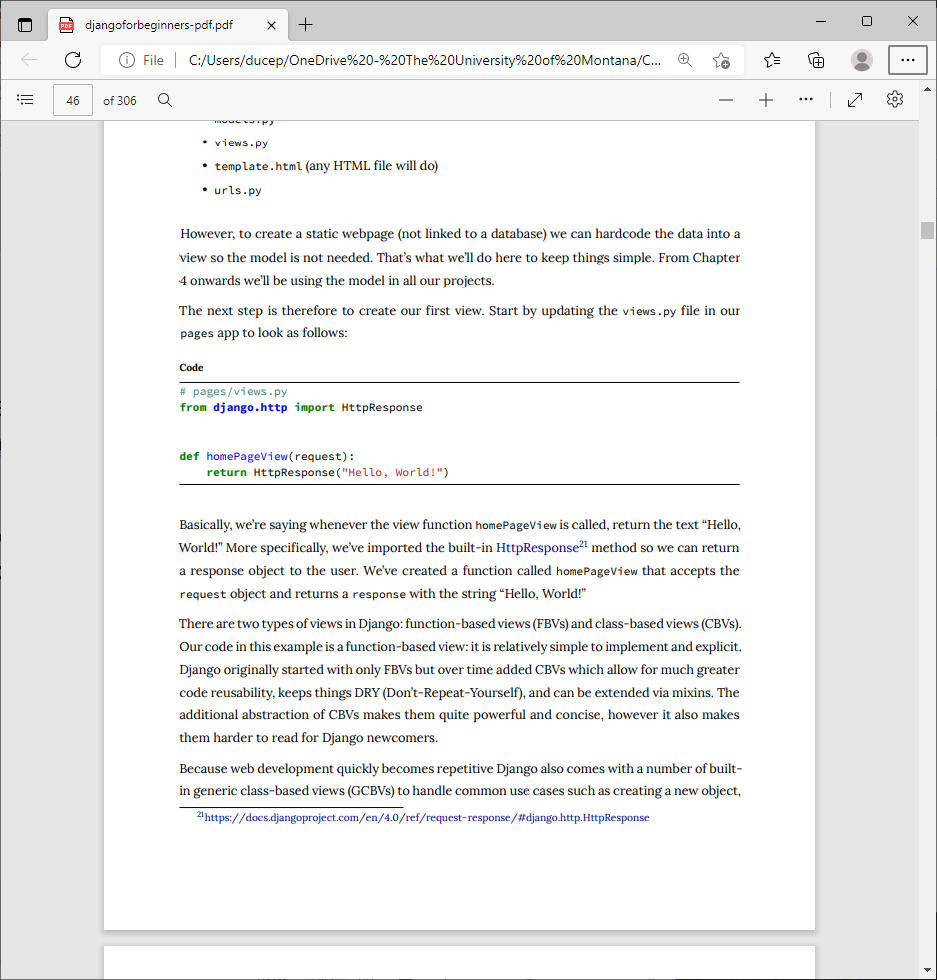 djangoforbeginners-pdf.pdf
File
C:/Users/ducep/OneDrive%20-%20The%20University%20of%20Montana/C...
46 of 306
models.py
• views.py
• template.html (any HTML file will do)
• urls.py
However, to create a static webpage (not linked to a database) we can hardcode the data into a
view so the model is not needed. That's what we'll do here to keep things simple. From Chapter
4 onwards we'll be using the model in all our projects.
The next step is therefore to create our first view. Start by updating the views.py file in our
pages app to look as follows:
Code
# pages/views.py
from django.http import HttpResponse
def homePageView(request):
    return HttpResponse("Hello, World!")
Basically, we're saying whenever the view function homePageView is called, return the text “Hello,
World!” More specifically, we've imported the built-in HttpResponse21 method so we can return
a response object to the user. We've created a function called homePageView that accepts the
request object and returns a response with the string “Hello, World!”
There are two types of views in Django: function-based views (FBVs) and class-based views (CBVs).
Our code in this example is a function-based view: it is relatively simple to implement and explicit.
Django originally started with only FBVs but over time added CBVs which allow for much greater
code reusability, keeps things DRY (Don't-Repeat-Yourself), and can be extended via mixins. The
additional abstraction of CBVs makes them quite powerful and concise, however it also makes
them harder to read for Django newcomers.
Because web development quickly becomes repetitive Django also comes with a number of built-
in generic class-based views (GCBVs) to handle common use cases such as creating a new object,
21https://docs.djangoproject.com/en/4.0/ref/request-response/#django.http.HttpResponse